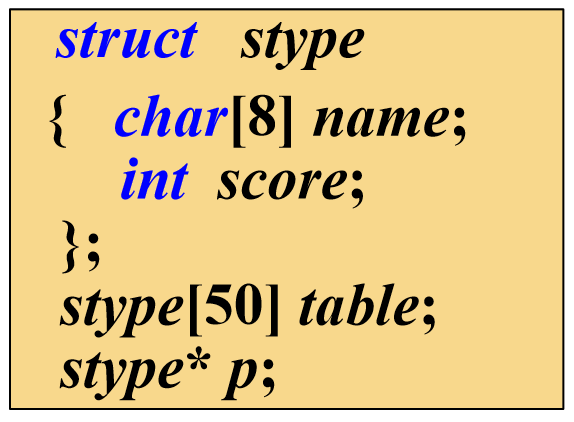 struct stype
{ char[8] name;
int score;
};
stype[50] table;
stype* p;